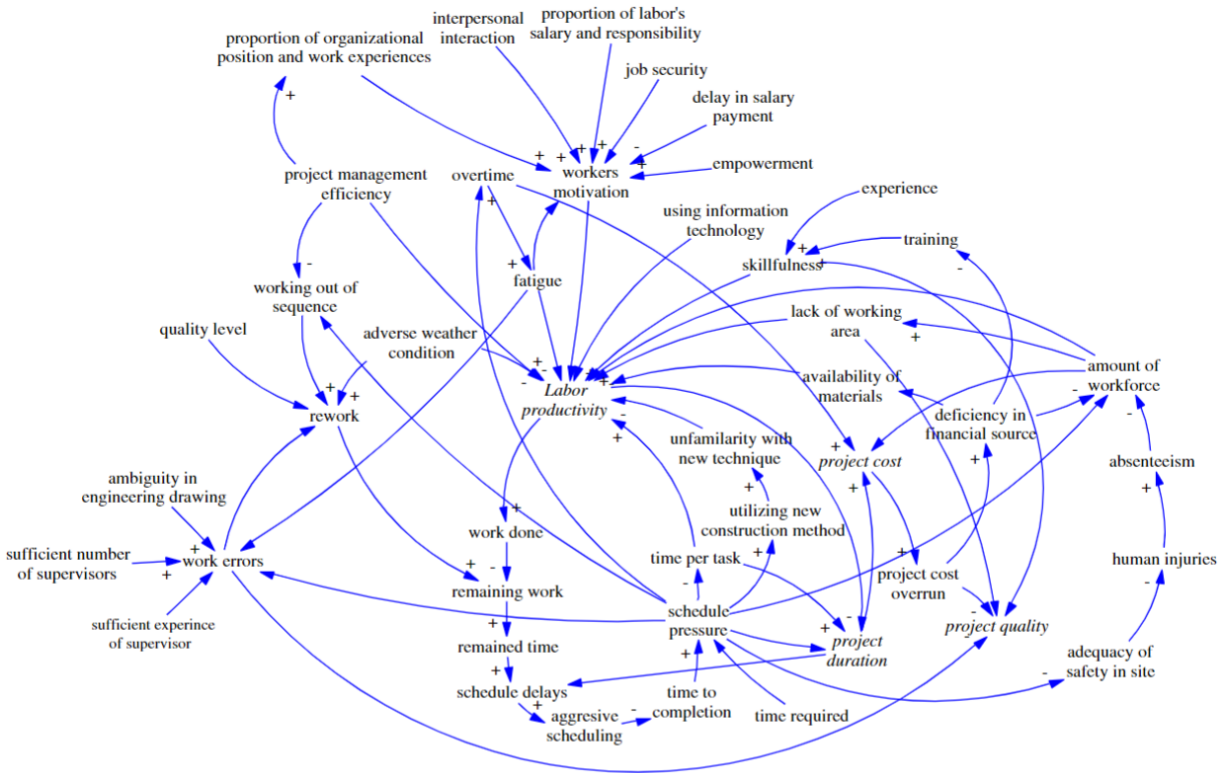 interpersonal
interaction
proportion of labor's
salary and responsibility
proportion of organizational
position and work experiences
job security
delay in salary
payment
empowerment
workers
motivation
project management
efficiency
overtime
experience
using information
technology
training
skillfulness
fatigue
working out of
sequence
quality level
adverse weather
condition
lack of working
area
amount of
workforce
availability of
materials
Labor
productivity
rework
deficiency in
financial source
unfamilarity with
new technique
project cost
absenteeism
ambiguity in
engineering drawing
utilizing new
construction method
work done
time per task
work errors
sufficient number
of supervisors
human injuries
project cost
overrun
remaining work
schedule
pressure
sufficient experince
of supervisor
project quality
remained time
project
duration
adequacy of
safety in site
schedule delays
time to
completion
time required
aggresive
scheduling